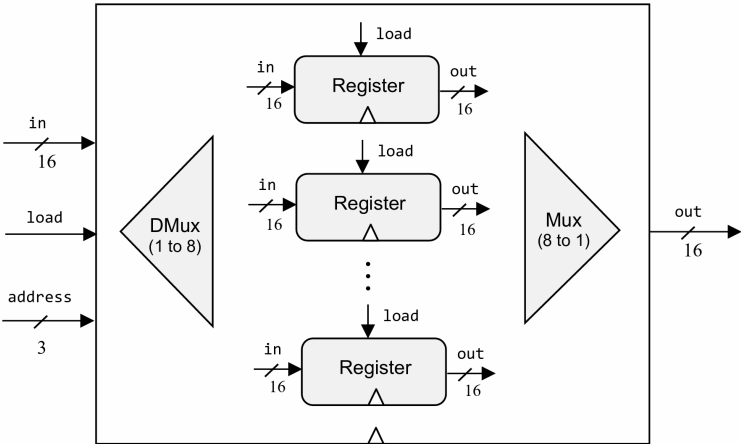 load
in
16
Register
out
16
in
16
load
in
16
Register
out
16
load
DMux
(1 to 8)
Mux
(8 to 1)
out
16
address
3
load
in
16
Register
out
16